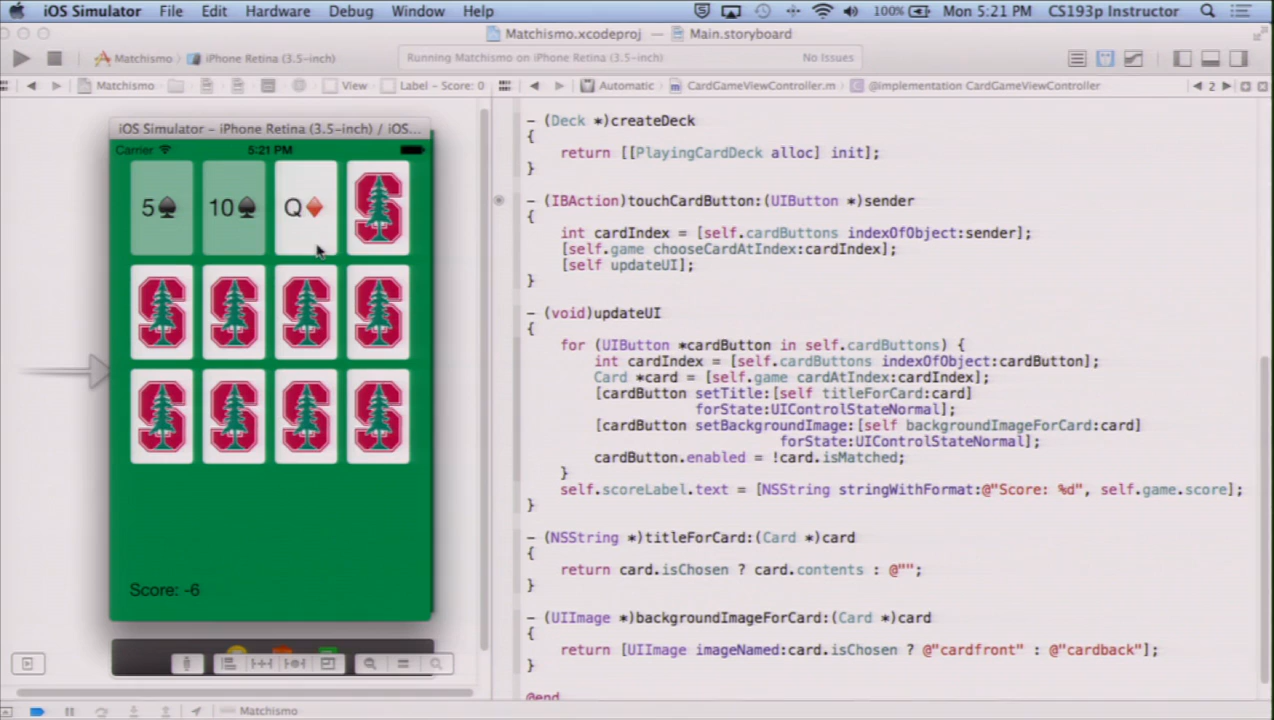 iOS Simulator File Edit Hardware Debug Window Help 100% Mon 5:21 PM CS193p Instructor
Matchismo.xcodeproj — Main.storyboard
Matchismo iPhone Retina (3.5-inch) Running Matchismo on iPhone Retina (3.5-inch) No Issues
Matchismo View Label - Score: 0 Automatic CardGameViewController.m @implementation CardGameViewController 2
iOS Simulator - iPhone Retina (3.5-inch) / iOS...
Carrier 5:21 PM
5♠ 10♠ Q♦
Score: -6
- (Deck *)createDeck
{
return [[PlayingCardDeck alloc] init];
}
- (IBAction)touchCardButton:(UIButton *)sender
{
int cardIndex = [self.cardButtons indexOfObject:sender];
[self.game chooseCardAtIndex:cardIndex];
[self updateUI];
}
- (void)updateUI
{
for (UIButton *cardButton in self.cardButtons) {
int cardIndex = [self.cardButtons indexOfObject:cardButton];
Card *card = [self.game cardAtIndex:cardIndex];
[cardButton setTitle:[self titleForCard:card]
forState:UIControlStateNormal];
[cardButton setBackgroundImage:[self backgroundImageForCard:card]
forState:UIControlStateNormal];
cardButton.enabled = !card.isMatched;
}
self.scoreLabel.text = [NSString stringWithFormat:@"Score: %d", self.game.score];
}
- (NSString *)titleForCard:(Card *)card
{
return card.isChosen ? card.contents : @"";
}
- (UIImage *)backgroundImageForCard:(Card *)card
{
return [UIImage imageNamed:card.isChosen ? @"cardfront" : @"cardback"];
}
@end
Matchismo